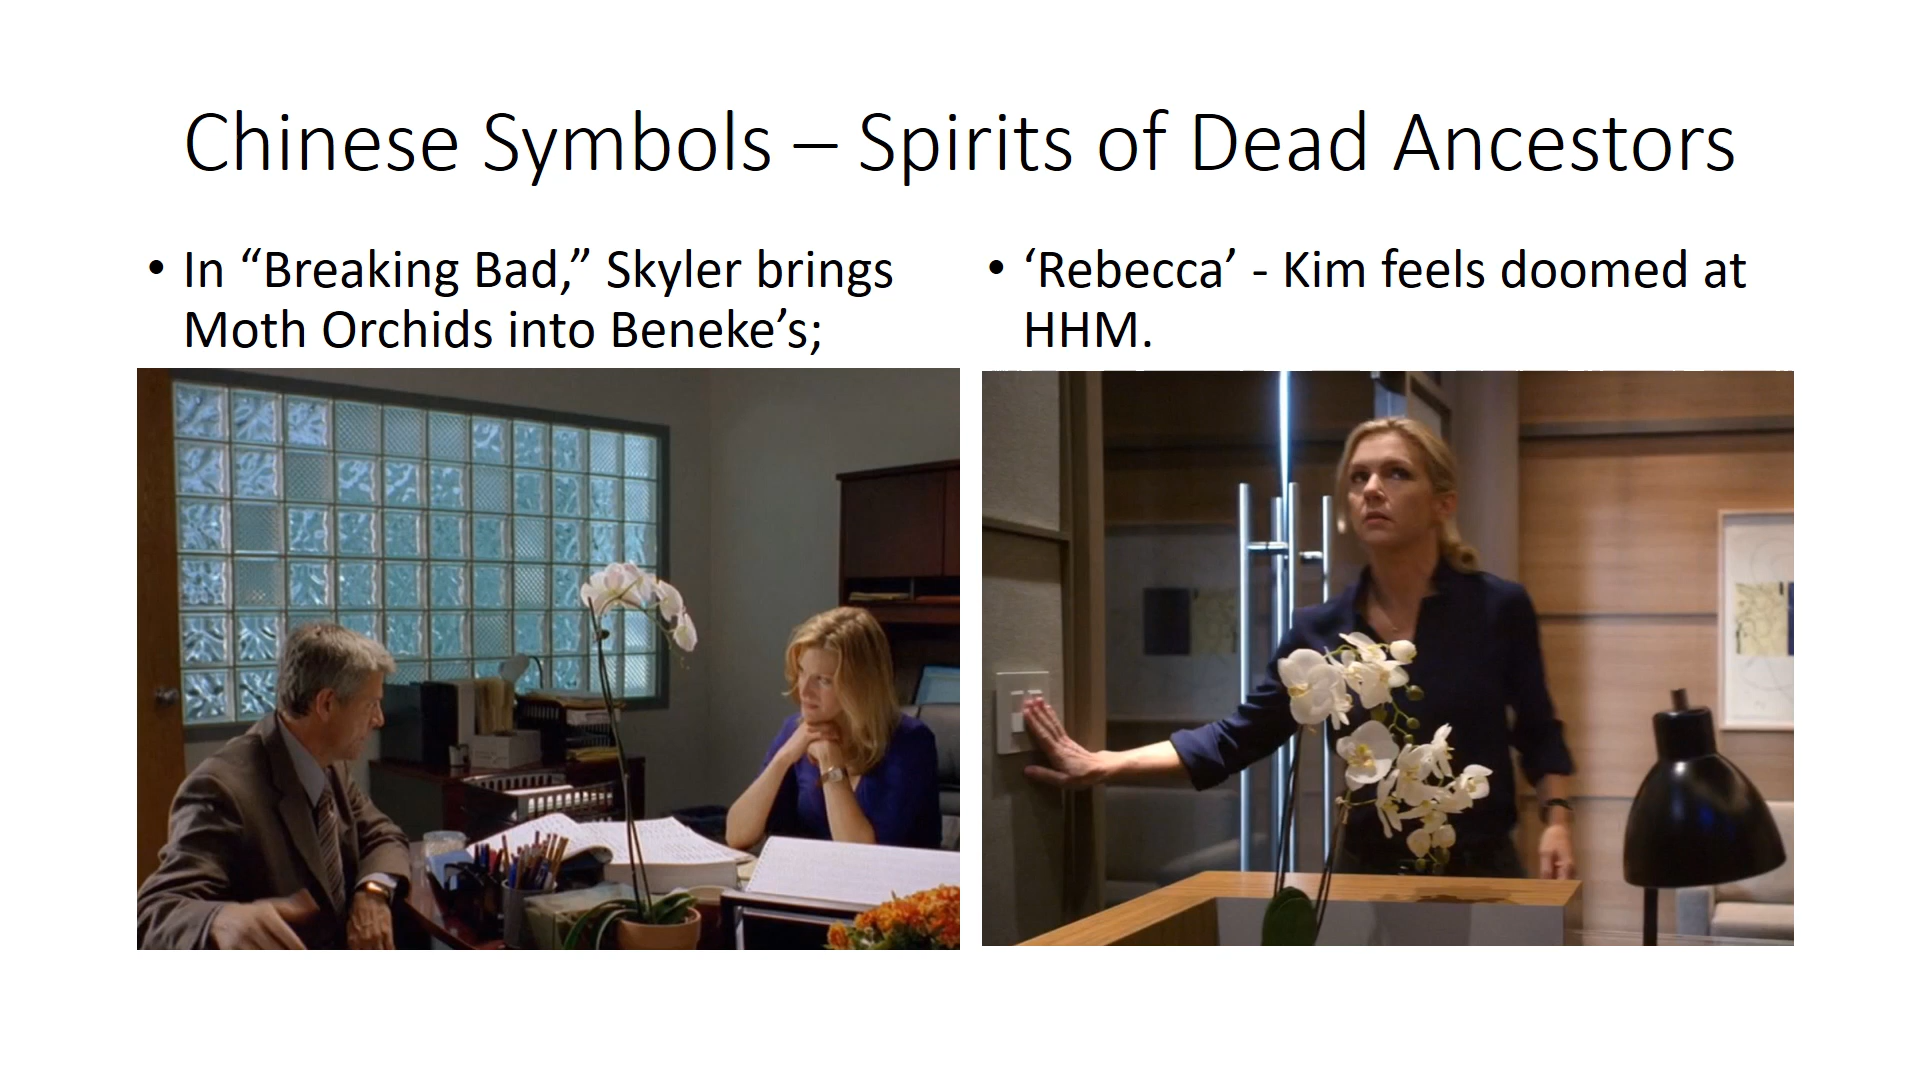 Chinese Symbols – Spirits of Dead Ancestors
• In “Breaking Bad,” Skyler brings
Moth Orchids into Beneke’s;
• ‘Rebecca’ - Kim feels doomed at
HHM.